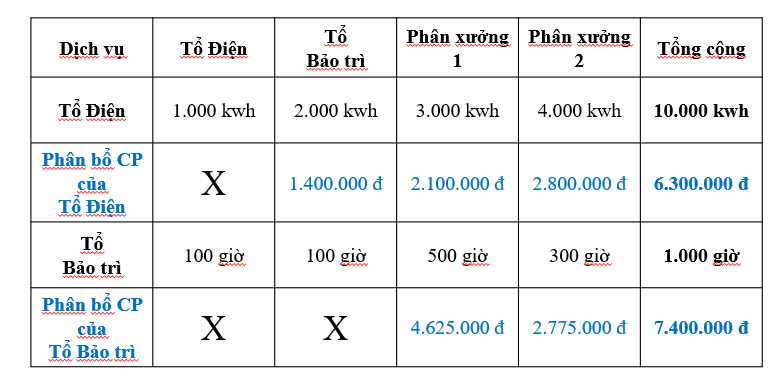 Dịch vụ Tổ Điện Tổ Bảo trì Phân xưởng 1 Phân xưởng 2 Tổng cộng
Tổ Điện 1.000 kwh 2.000 kwh 3.000 kwh 4.000 kwh 10.000 kwh
Phân bổ CP của Tổ Điện X 1.400.000 đ 2.100.000 đ 2.800.000 đ 6.300.000 đ
Tổ Bảo trì 100 giờ 100 giờ 500 giờ 300 giờ 1.000 giờ
Phân bổ CP của Tổ Bảo trì X X 4.625.000 đ 2.775.000 đ 7.400.000 đ